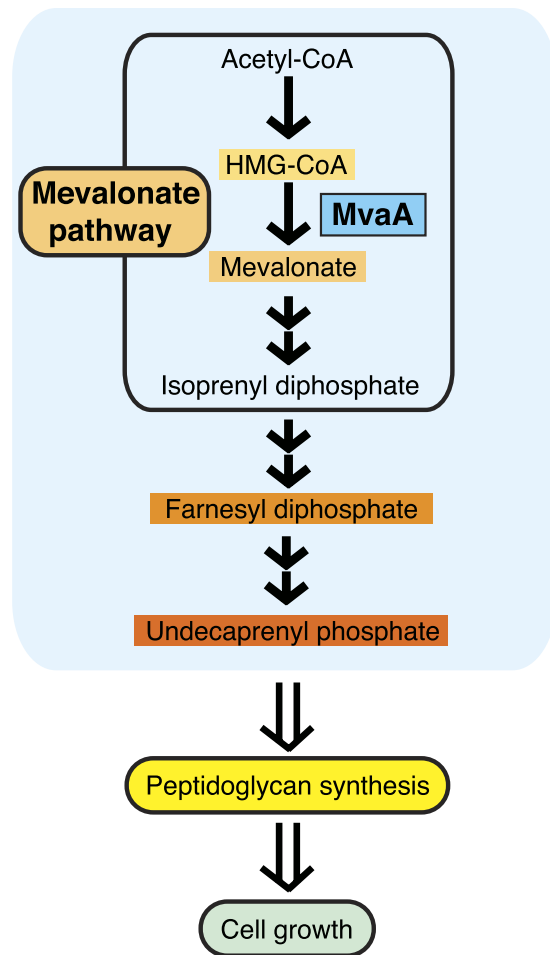 Acetyl-CoA
HMG-CoA
Mevalonate
pathway
MvaA
Mevalonate
Isoprenyl diphosphate
Farnesyl diphosphate
Undecaprenyl phosphate
Peptidoglycan synthesis
Cell growth